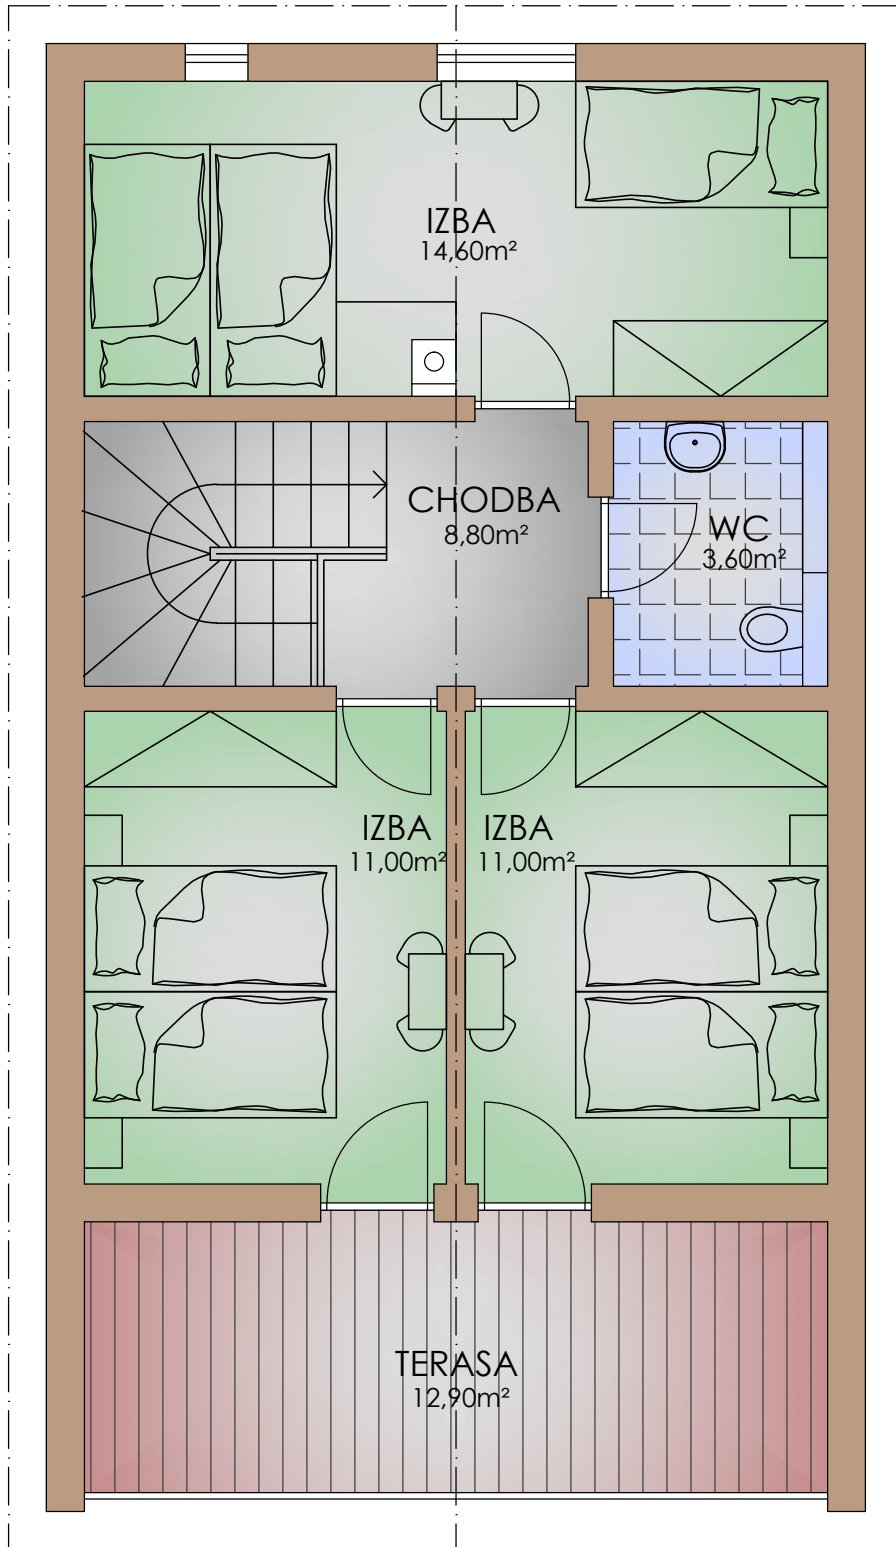 IZBA
14,60m²
CHODBA
8,80m²
WC
3,60m²
IZBA
11,00m²
IZBA
11,00m²
TERASA
12,90m²